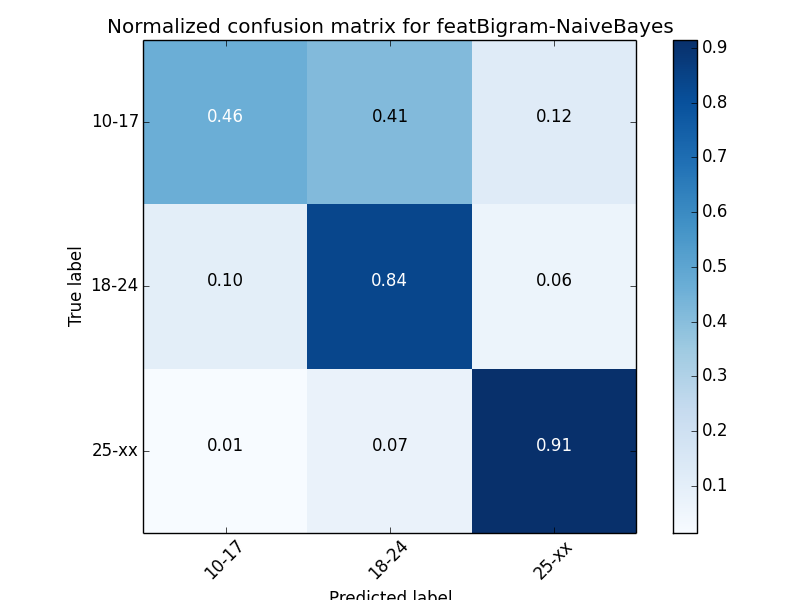 Normalized confusion matrix for featBigram-NaiveBayes
10-17 0.46 0.41 0.12
18-24 0.10 0.84 0.06
25-xx 0.01 0.07 0.91
True label
10-17 18-24 25-xx
Predicted label
0.9
0.8
0.7
0.6
0.5
0.4
0.3
0.2
0.1